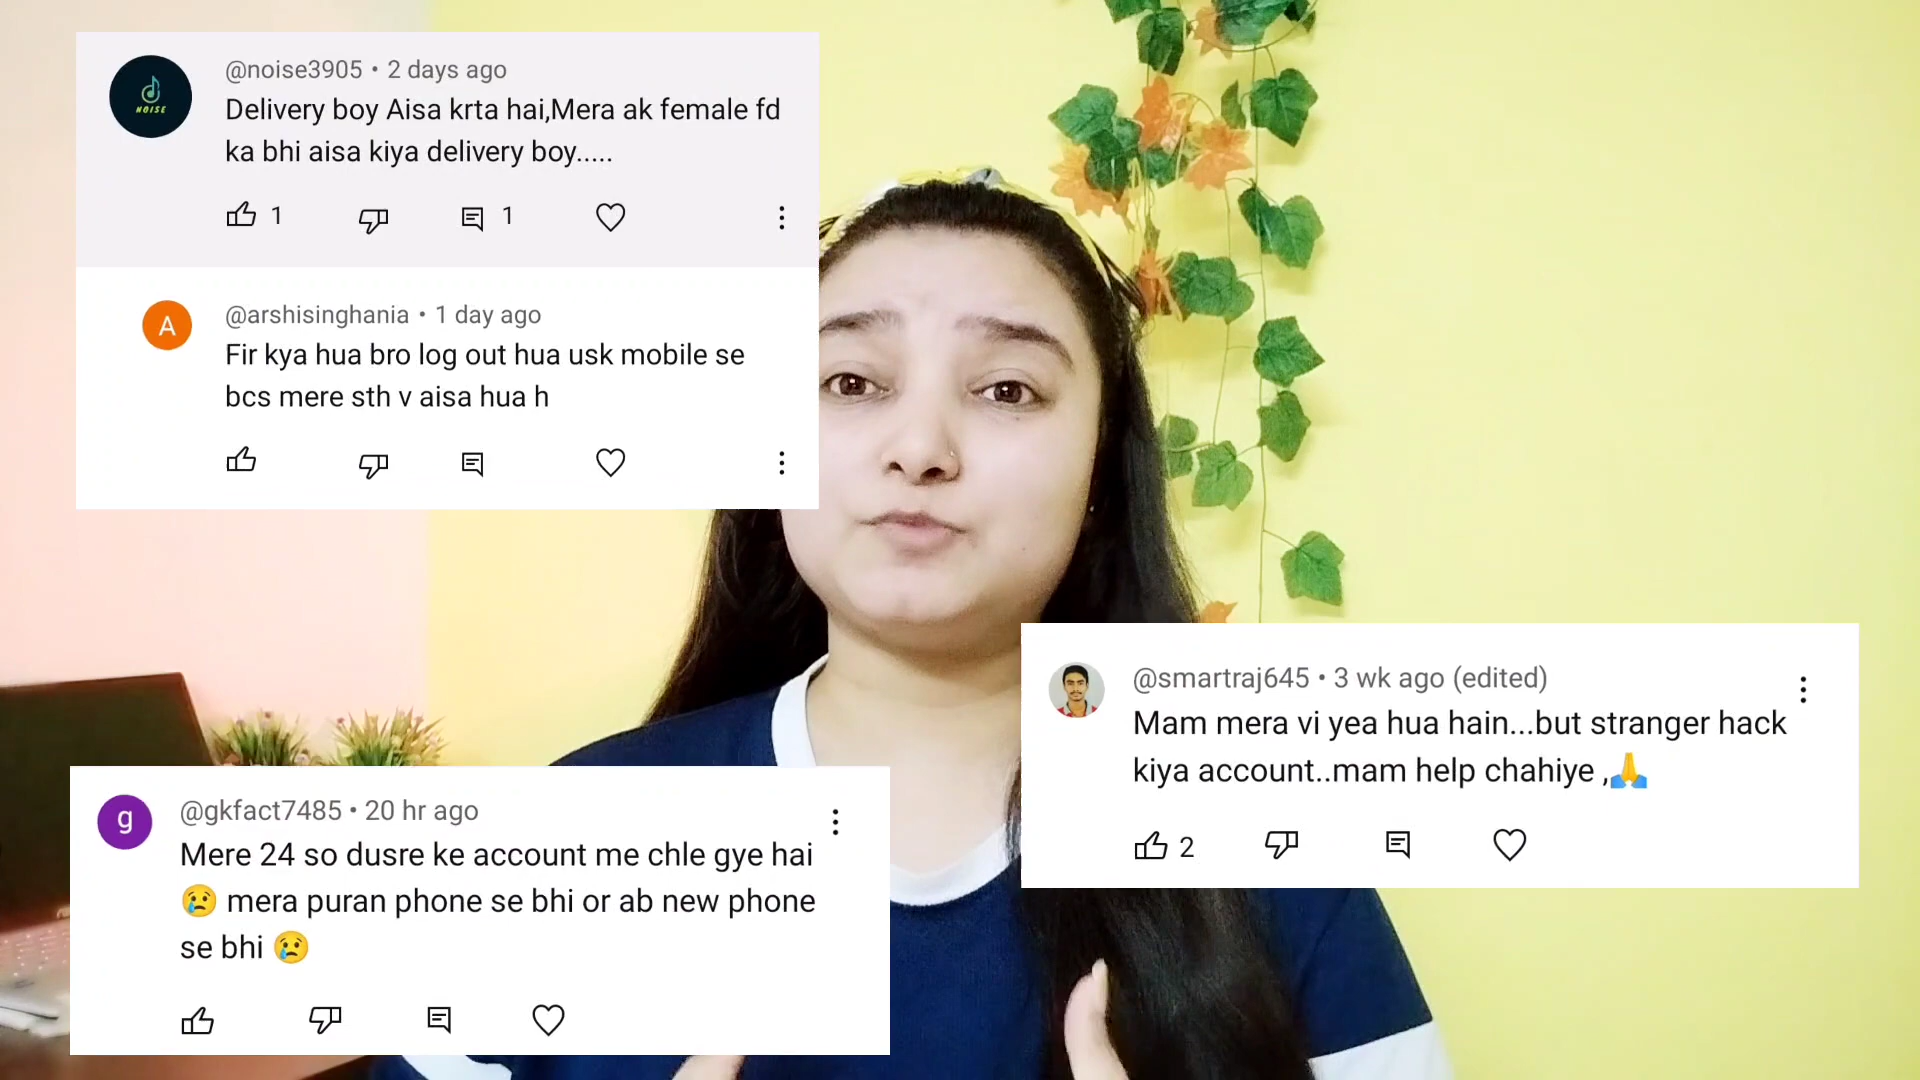 NOISE
@noise3905 • 2 days ago
Delivery boy Aisa krta hai,Mera ak female fd
ka bhi aisa kiya delivery boy.....
1
1
A
@arshisinghania • 1 day ago
Fir kya hua bro log out hua usk mobile se
bcs mere sth v aisa hua h
@smartraj645 • 3 wk ago (edited)
Mam mera vi yea hua hain...but stranger hack
kiya account..mam help chahiye ,🙏
2
g
@gkfact7485 • 20 hr ago
Mere 24 so dusre ke account me chle gye hai
😢 mera puran phone se bhi or ab new phone
se bhi 😢